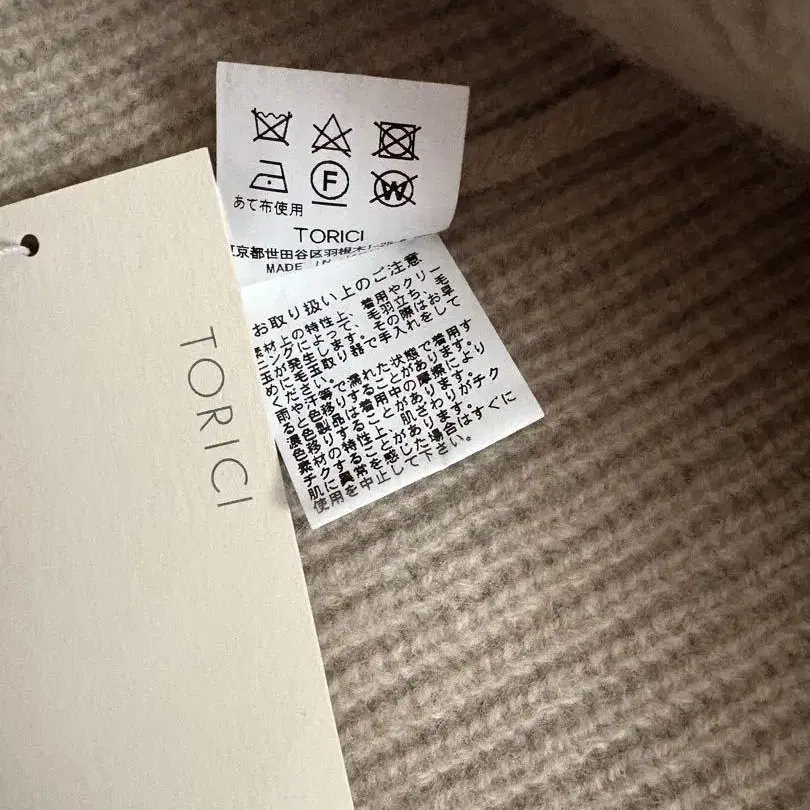 F
W
あて布使用
TORICI
京都世田谷区羽根木1-
MADE IN
お取り扱い上のご注意
素材上の特性上、着用やクリー
ニングによって、毛羽立ち、毛
玉が発生します。その際はお早
めに毛玉取り器で手入れをして
ください。
雨や汗等で濡れた状態で着用す
ると色移りすることがあります。
濃色製品は着用中の摩擦により
色移りすることがあります。
素材の特性上、肌ざわりがチク
チクすることがあります。
肌に異常を感じた場合はすぐに
使用を中止して下さい。
TORICI